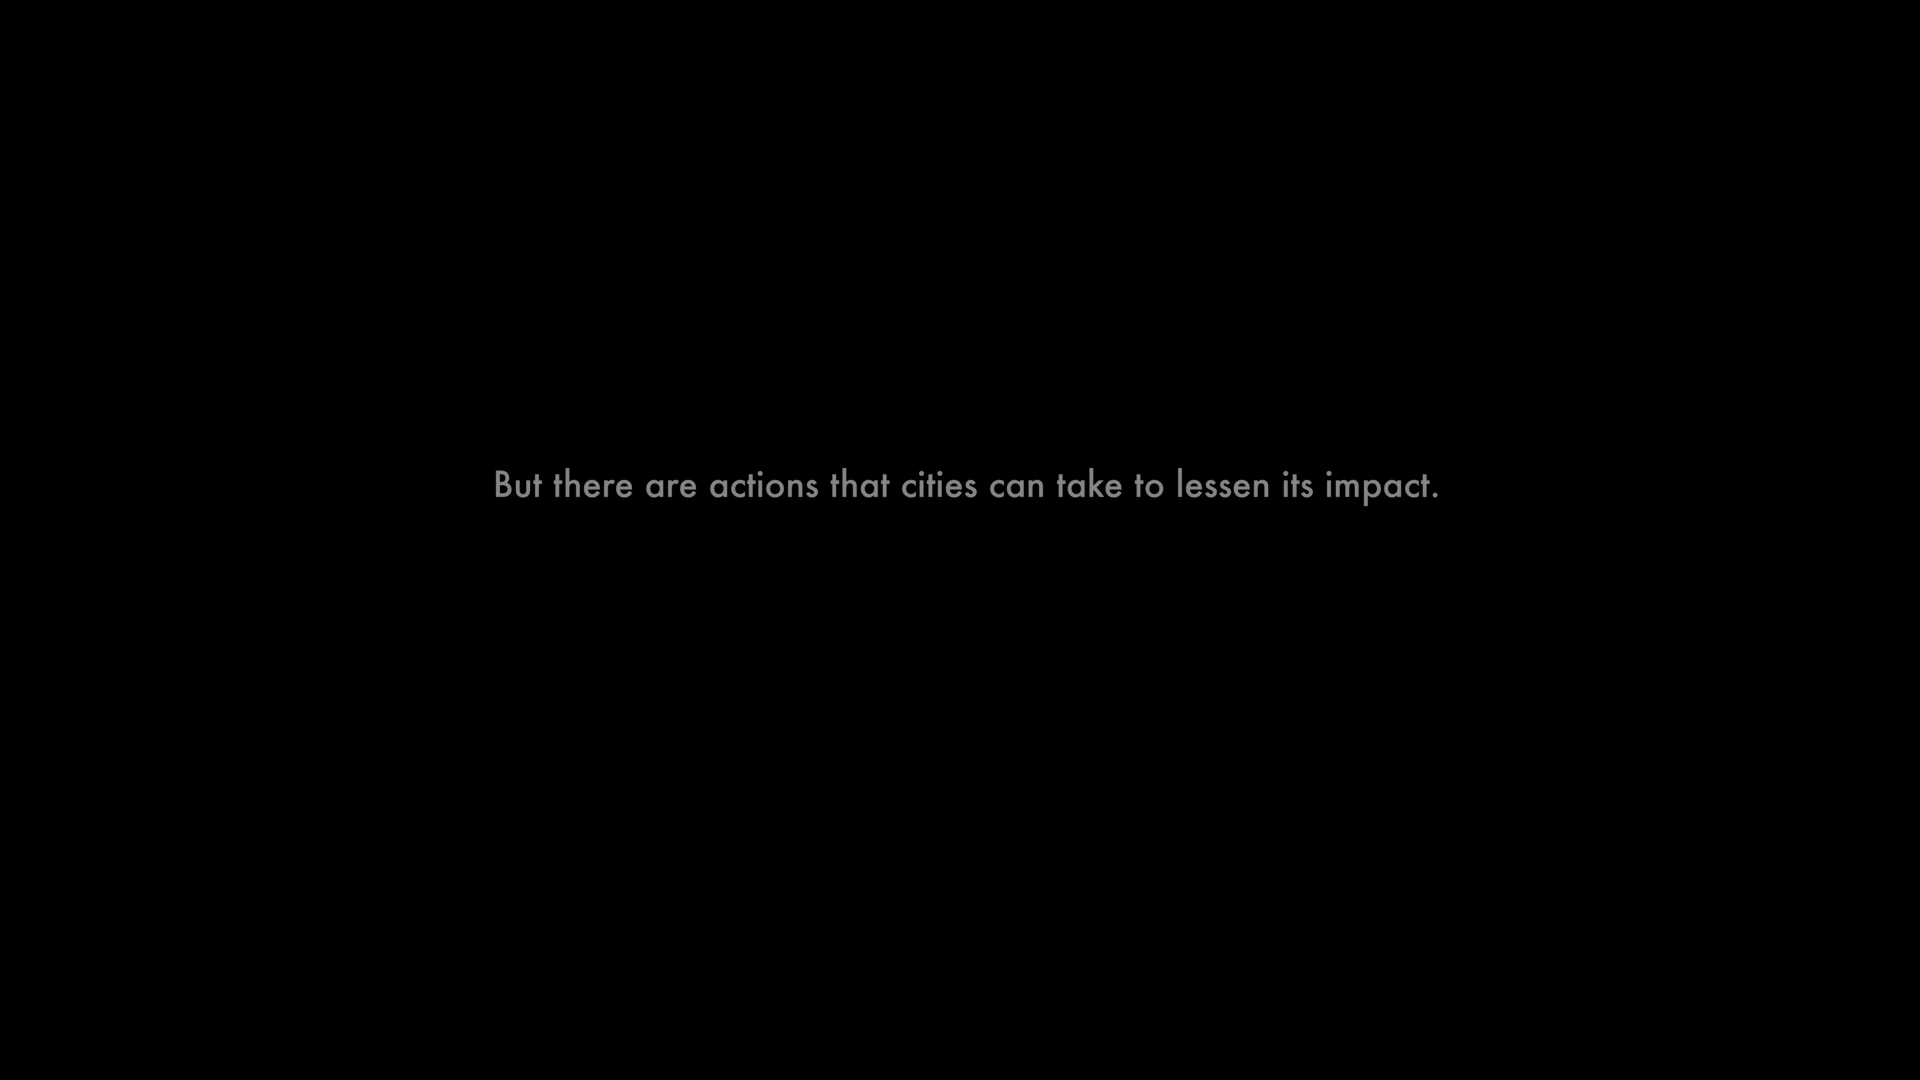 But there are actions that cities can take to lessen its impact.